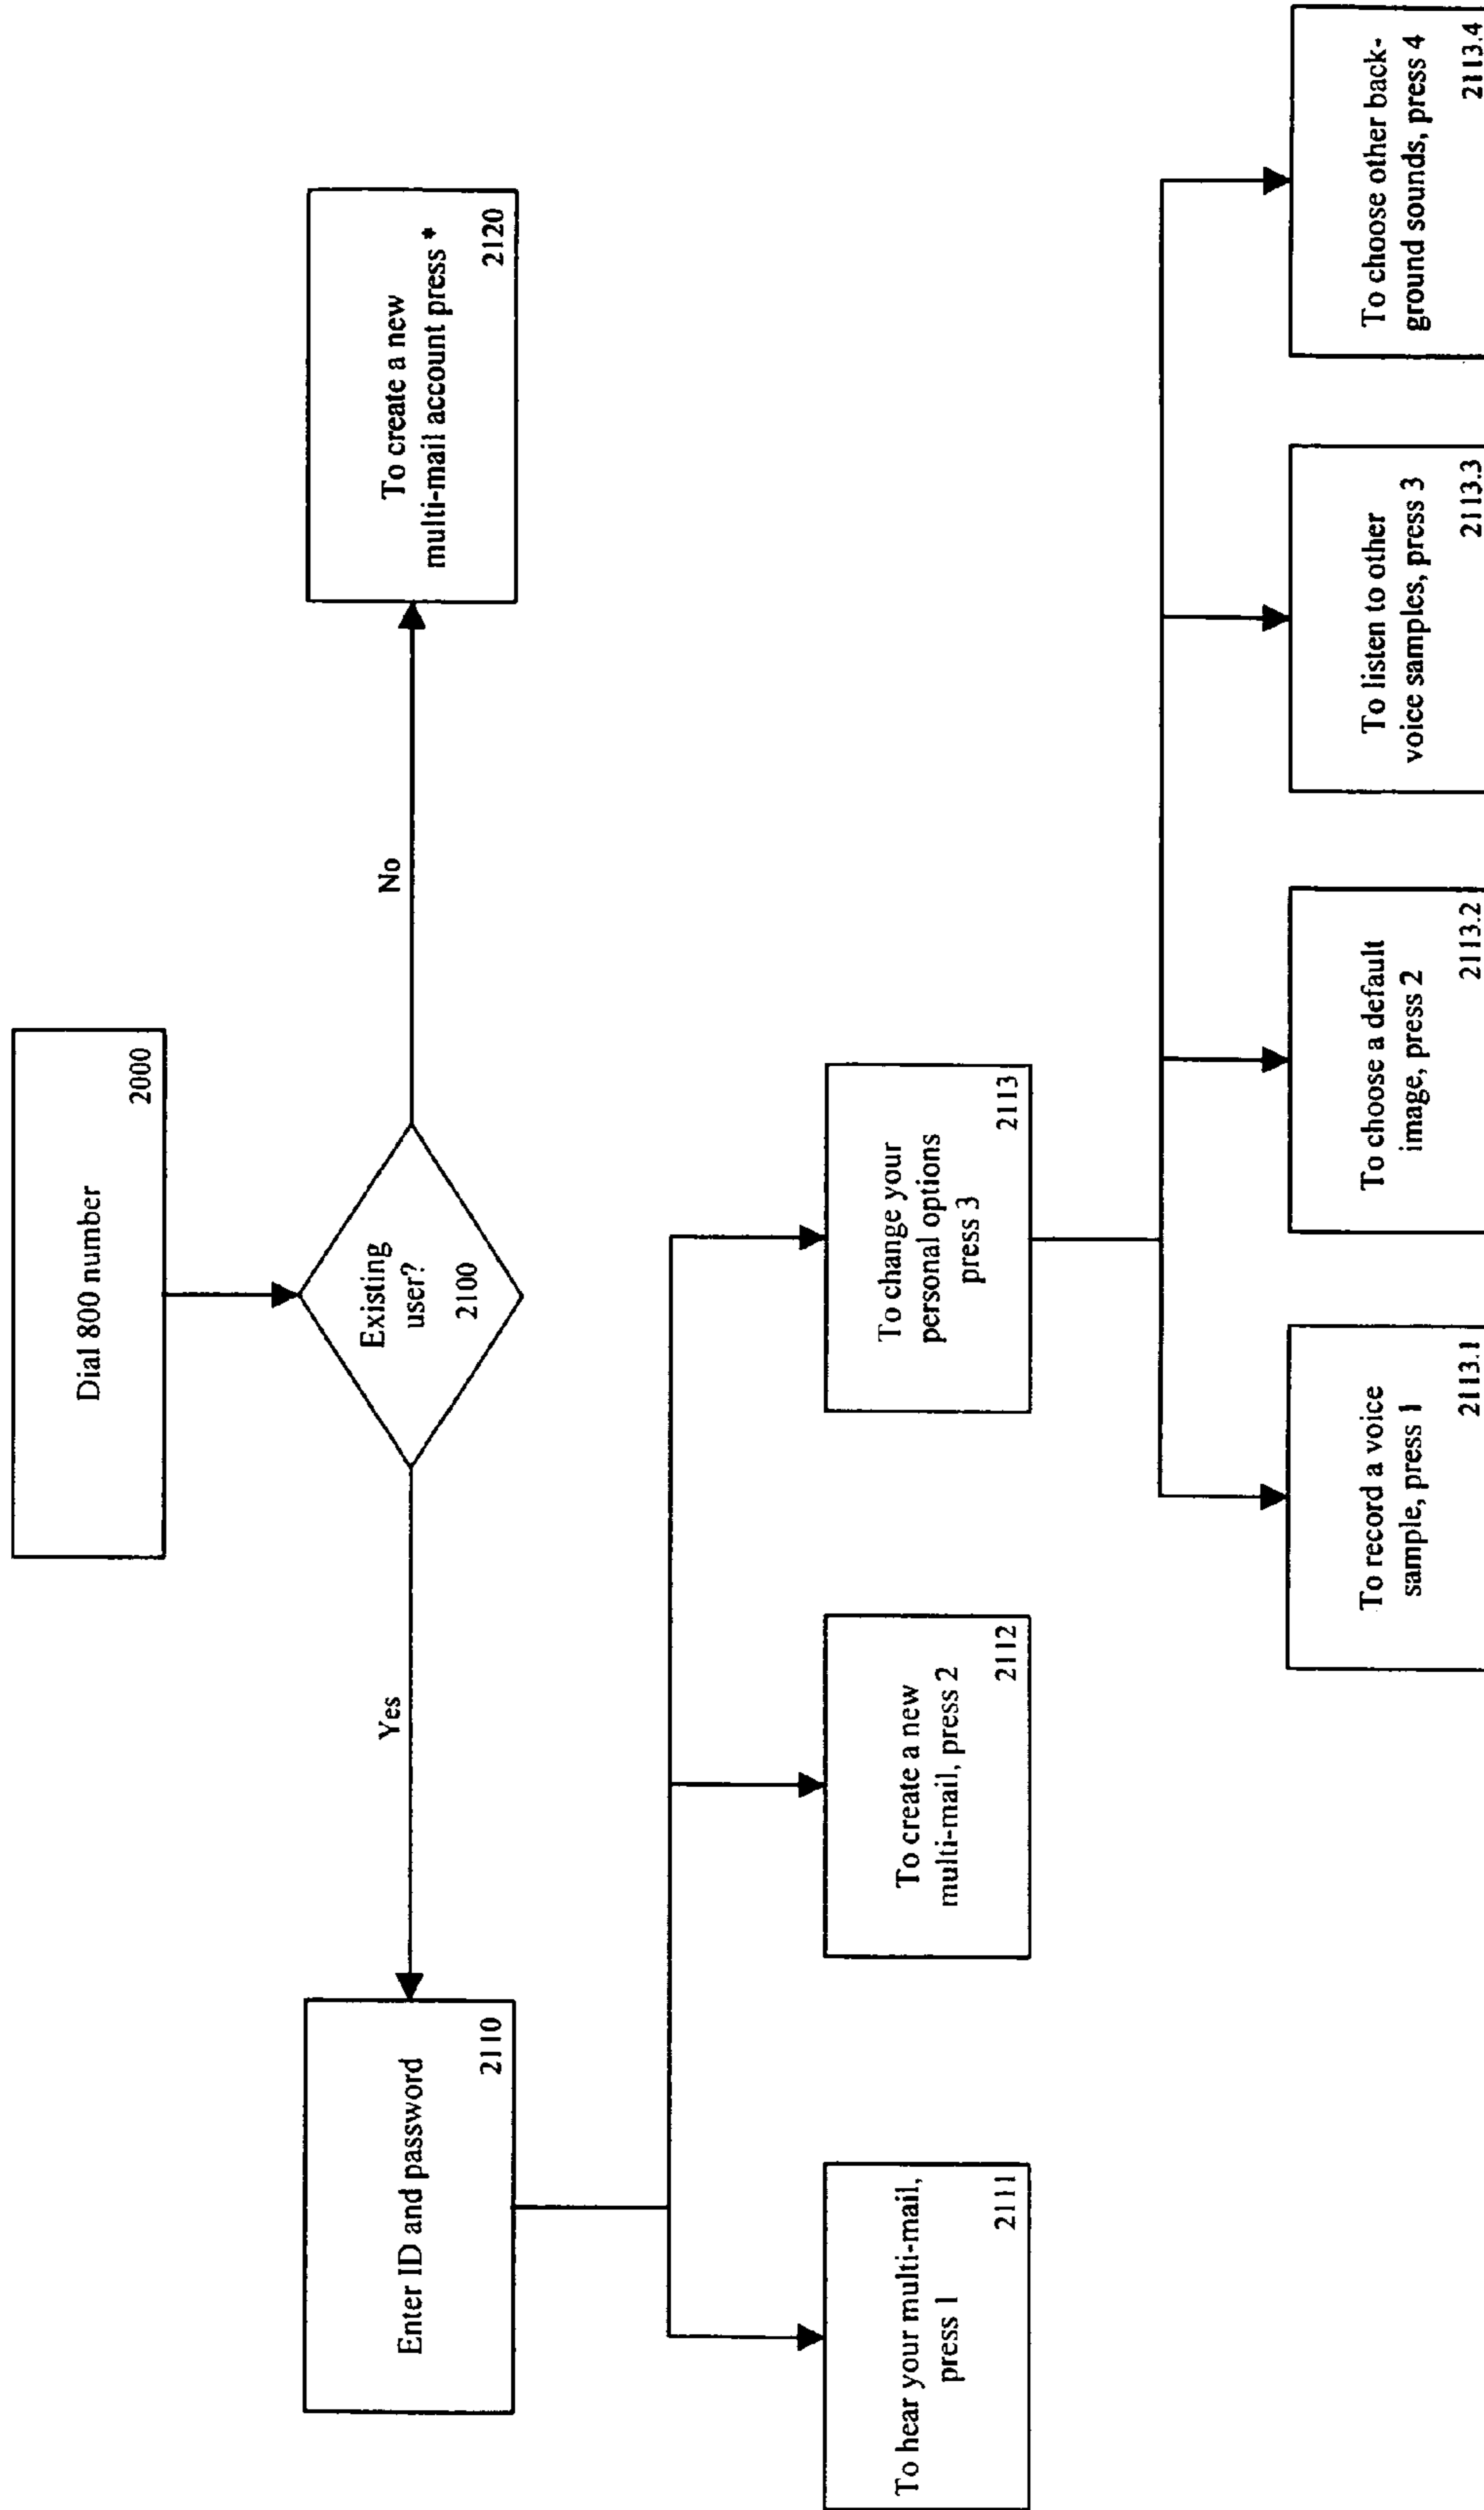 Dial 800 number
2000
Existing
user?
2100
Yes
No
Enter ID and password
2110
To create a new
multi-mail account press *
2120
To hear your multi-mail,
press 1
2111
To create a new
multi-mail, press 2
2112
To change your
personal options
press 3
2113
To record a voice
sample, press 1
2113.1
To choose a default
image, press 2
2113.2
To listen to other
voice samples, press 3
2113.3
To choose other back-
ground sounds, press 4
2113.4